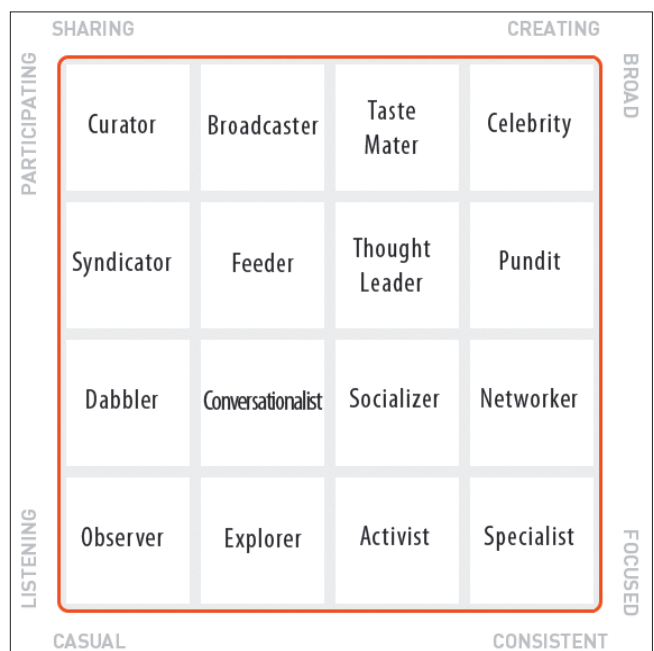 SHARING CREATING
PARTICIPATING
BROAD
Curator Broadcaster Taste Mater Celebrity
Syndicator Feeder Thought Leader Pundit
Dabbler Conversationalist Socializer Networker
Observer Explorer Activist Specialist
LISTENING
FOCUSED
CASUAL CONSISTENT